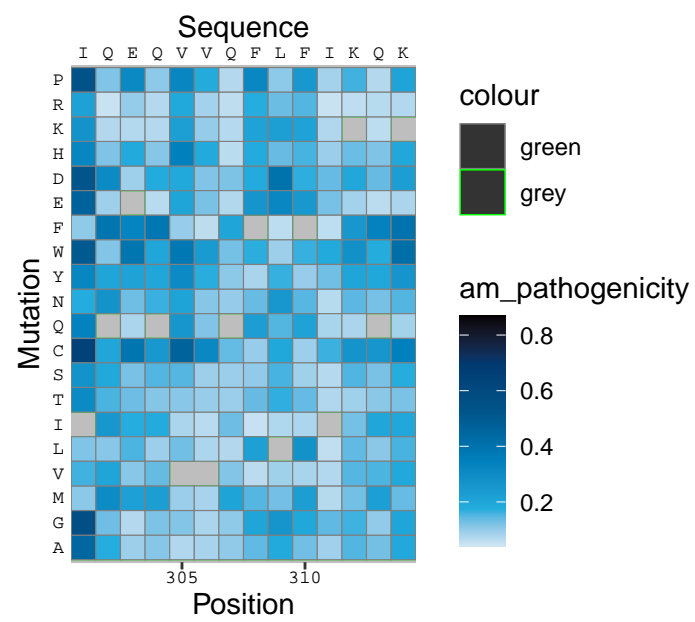 Sequence
I Q E Q V V Q F L F I K Q K
P
R
K
H
D
E
F
W
Y
N
Q
C
S
T
I
L
V
M
G
A
Mutation
305 310
Position
colour
green
grey
am_pathogenicity
0.8
0.6
0.4
0.2